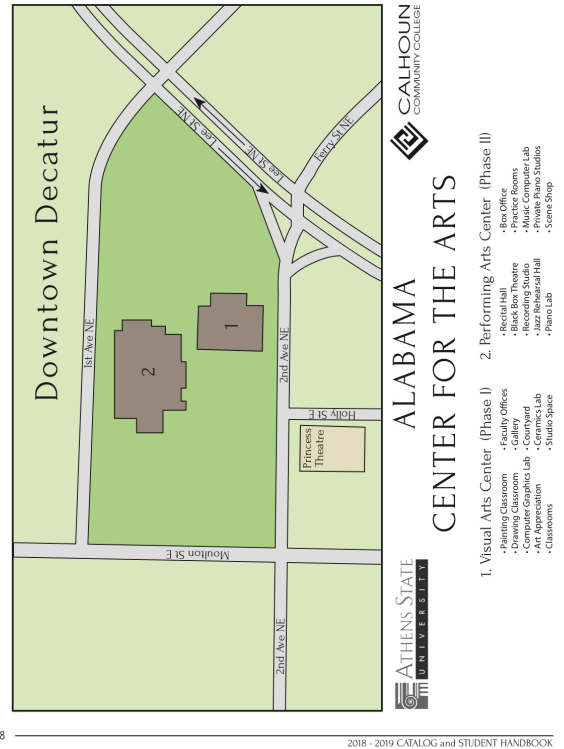 Downtown Decatur
1st Ave NE
Lee St NE
Lee St NE
Ferry St NE
2
1
2nd Ave NE
Holly St E
Princess
Theatre
Moulton St E
2nd Ave NE
ATHENS STATE
UNIVERSITY
ALABAMA
CENTER FOR THE ARTS
CALHOUN
COMMUNITY COLLEGE
1. Visual Arts Center (Phase I)
• Painting Classroom
• Drawing Classroom
• Computer Graphics Lab
• Art Appreciation
• Classrooms
• Faculty Offices
• Gallery
• Courtyard
• Ceramics Lab
• Studio Space
2. Performing Arts Center (Phase II)
• Recital Hall
• Black Box Theatre
• Recording Studio
• Jazz Rehearsal Hall
• Piano Lab
• Box Office
• Practice Rooms
• Music Computer Lab
• Private Piano Studios
• Scene Shop
8
2018 - 2019 CATALOG and STUDENT HANDBOOK